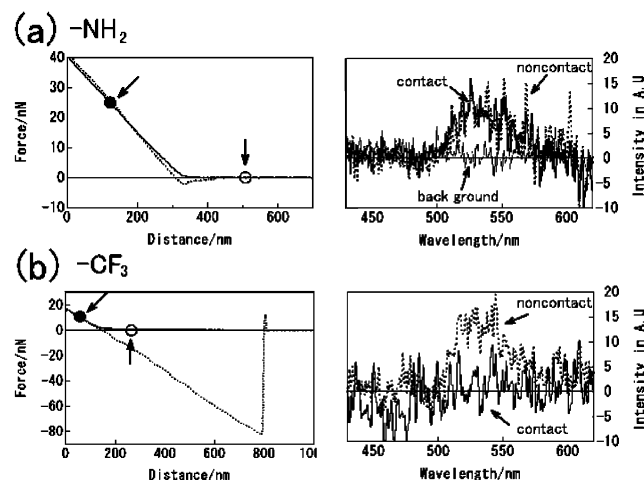 (a) -NH₂
40
30
20
10
0
-10
Force/nN
0 200 400 600
Distance/nm
contact
noncontact
back ground
20
15
10
5
0
-5
-10
Intensity in A.U
450 500 550 600
Wavelength/nm
(b) -CF₃
20
0
-20
-40
-60
-80
Force/nN
0 200 400 600 800 1000
Distance/nm
noncontact
contact
20
15
10
5
0
-5
-10
Intensity in A.U
450 500 550 600
Wavelength/nm